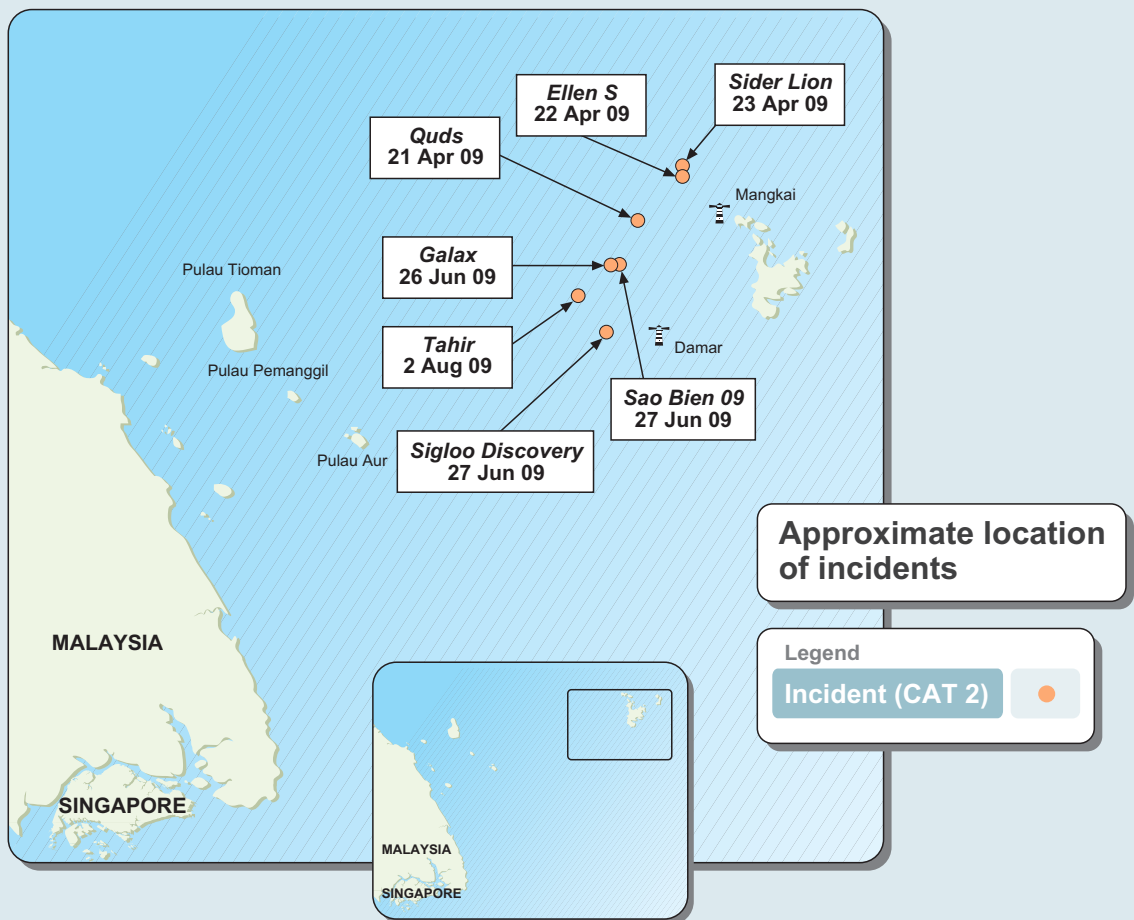 Sider Lion
23 Apr 09
Ellen S
22 Apr 09
Quds
21 Apr 09
Mangkai
Galax
26 Jun 09
Pulau Tioman
Tahir
2 Aug 09
Damar
Pulau Pemanggil
Sao Bien 09
27 Jun 09
Sigloo Discovery
27 Jun 09
Pulau Aur
Approximate location
of incidents
Legend
Incident (CAT 2)
MALAYSIA
SINGAPORE
MALAYSIA
SINGAPORE